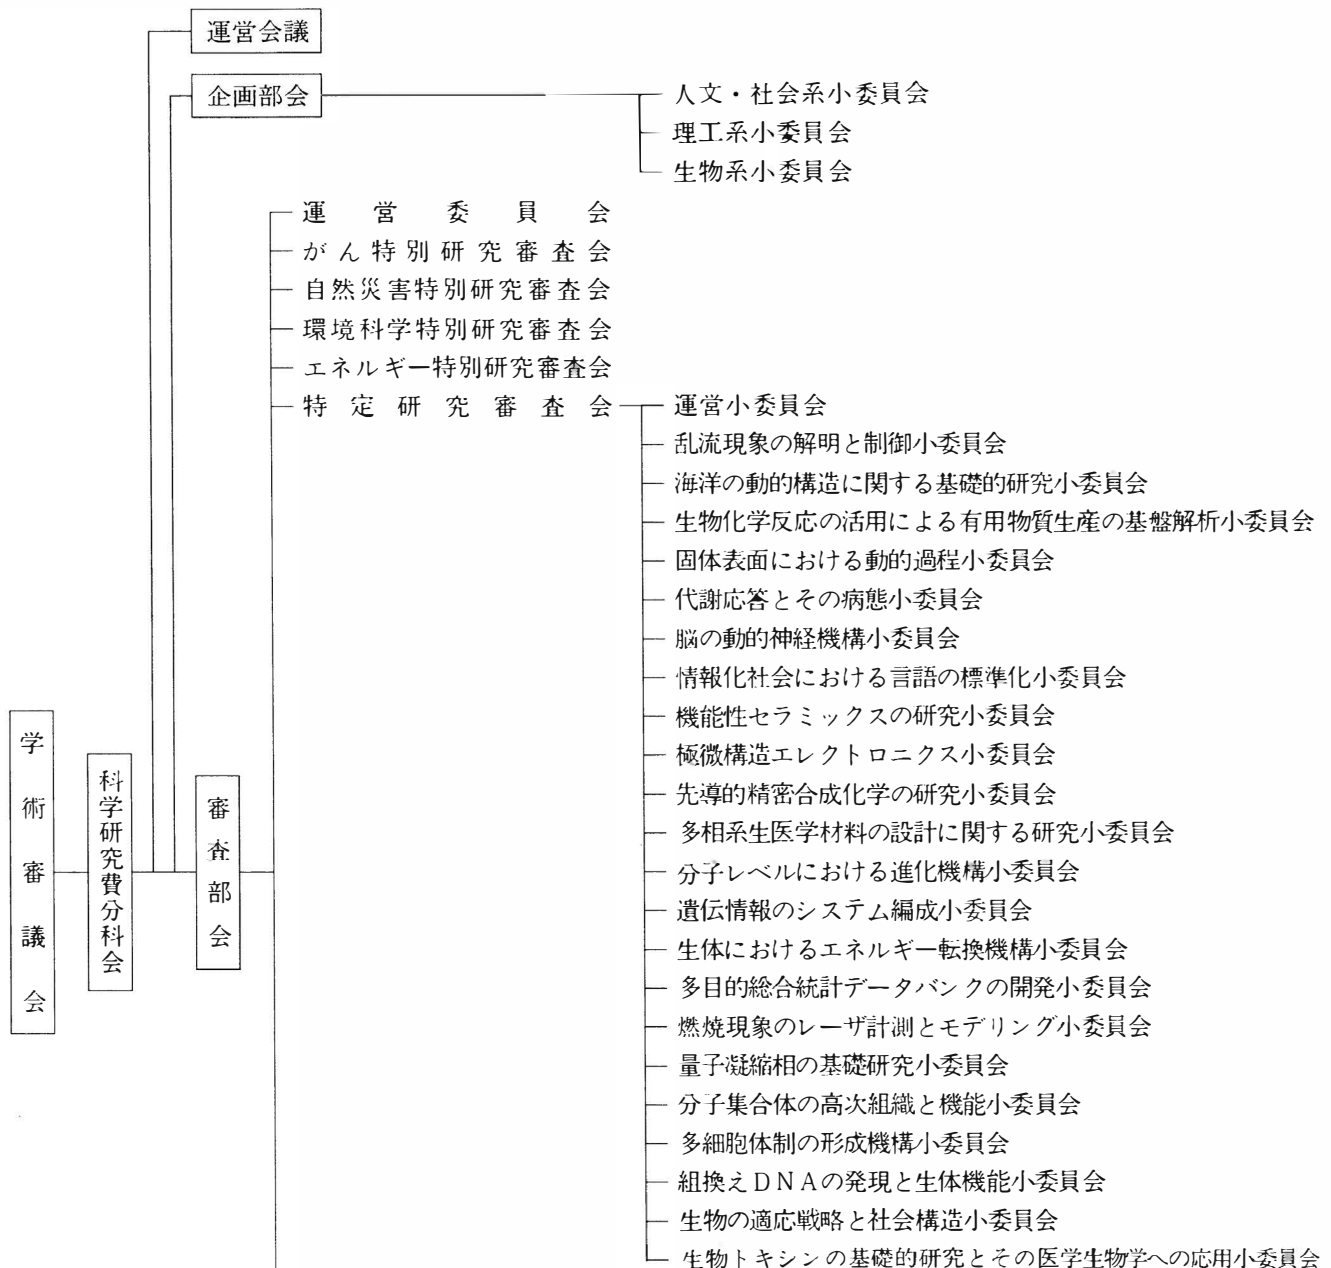 運営会議
企画部会
人文・社会系小委員会
理工系小委員会
生物系小委員会
運営委員会
がん特別研究審査会
自然災害特別研究審査会
環境科学特別研究審査会
エネルギー特別研究審査会
特定研究審査会
運営小委員会
乱流現象の解明と制御小委員会
海洋の動的構造に関する基礎的研究小委員会
生物化学反応の活用による有用物質生産の基盤解析小委員会
固体表面における動的過程小委員会
代謝応答とその病態小委員会
脳の動的神経機構小委員会
情報化社会における言語の標準化小委員会
機能性セラミックスの研究小委員会
極微構造エレクトロニクス小委員会
先導的精密合成化学の研究小委員会
多相系生医学材料の設計に関する研究小委員会
分子レベルにおける進化機構小委員会
遺伝情報のシステム編成小委員会
生体におけるエネルギー転換機構小委員会
多目的総合統計データバンクの開発小委員会
燃焼現象のレーザ計測とモデリング小委員会
量子凝縮相の基礎研究小委員会
分子集合体の高次組織と機能小委員会
多細胞体制の形成機構小委員会
組換えDNAの発現と生体機能小委員会
生物の適応戦略と社会構造小委員会
生物トキシンの基礎的研究とその医学生物学への応用小委員会
学術審議会
科学研究費分科会
審査部会